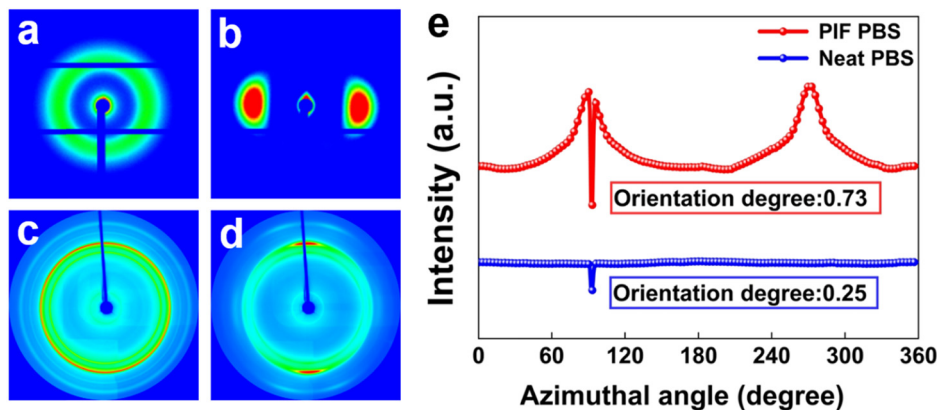 a
b
c
d
e
PIF PBS
Neat PBS
Intensity (a.u.)
Orientation degree:0.73
Orientation degree:0.25
0 60 120 180 240 300 360
Azimuthal angle (degree)